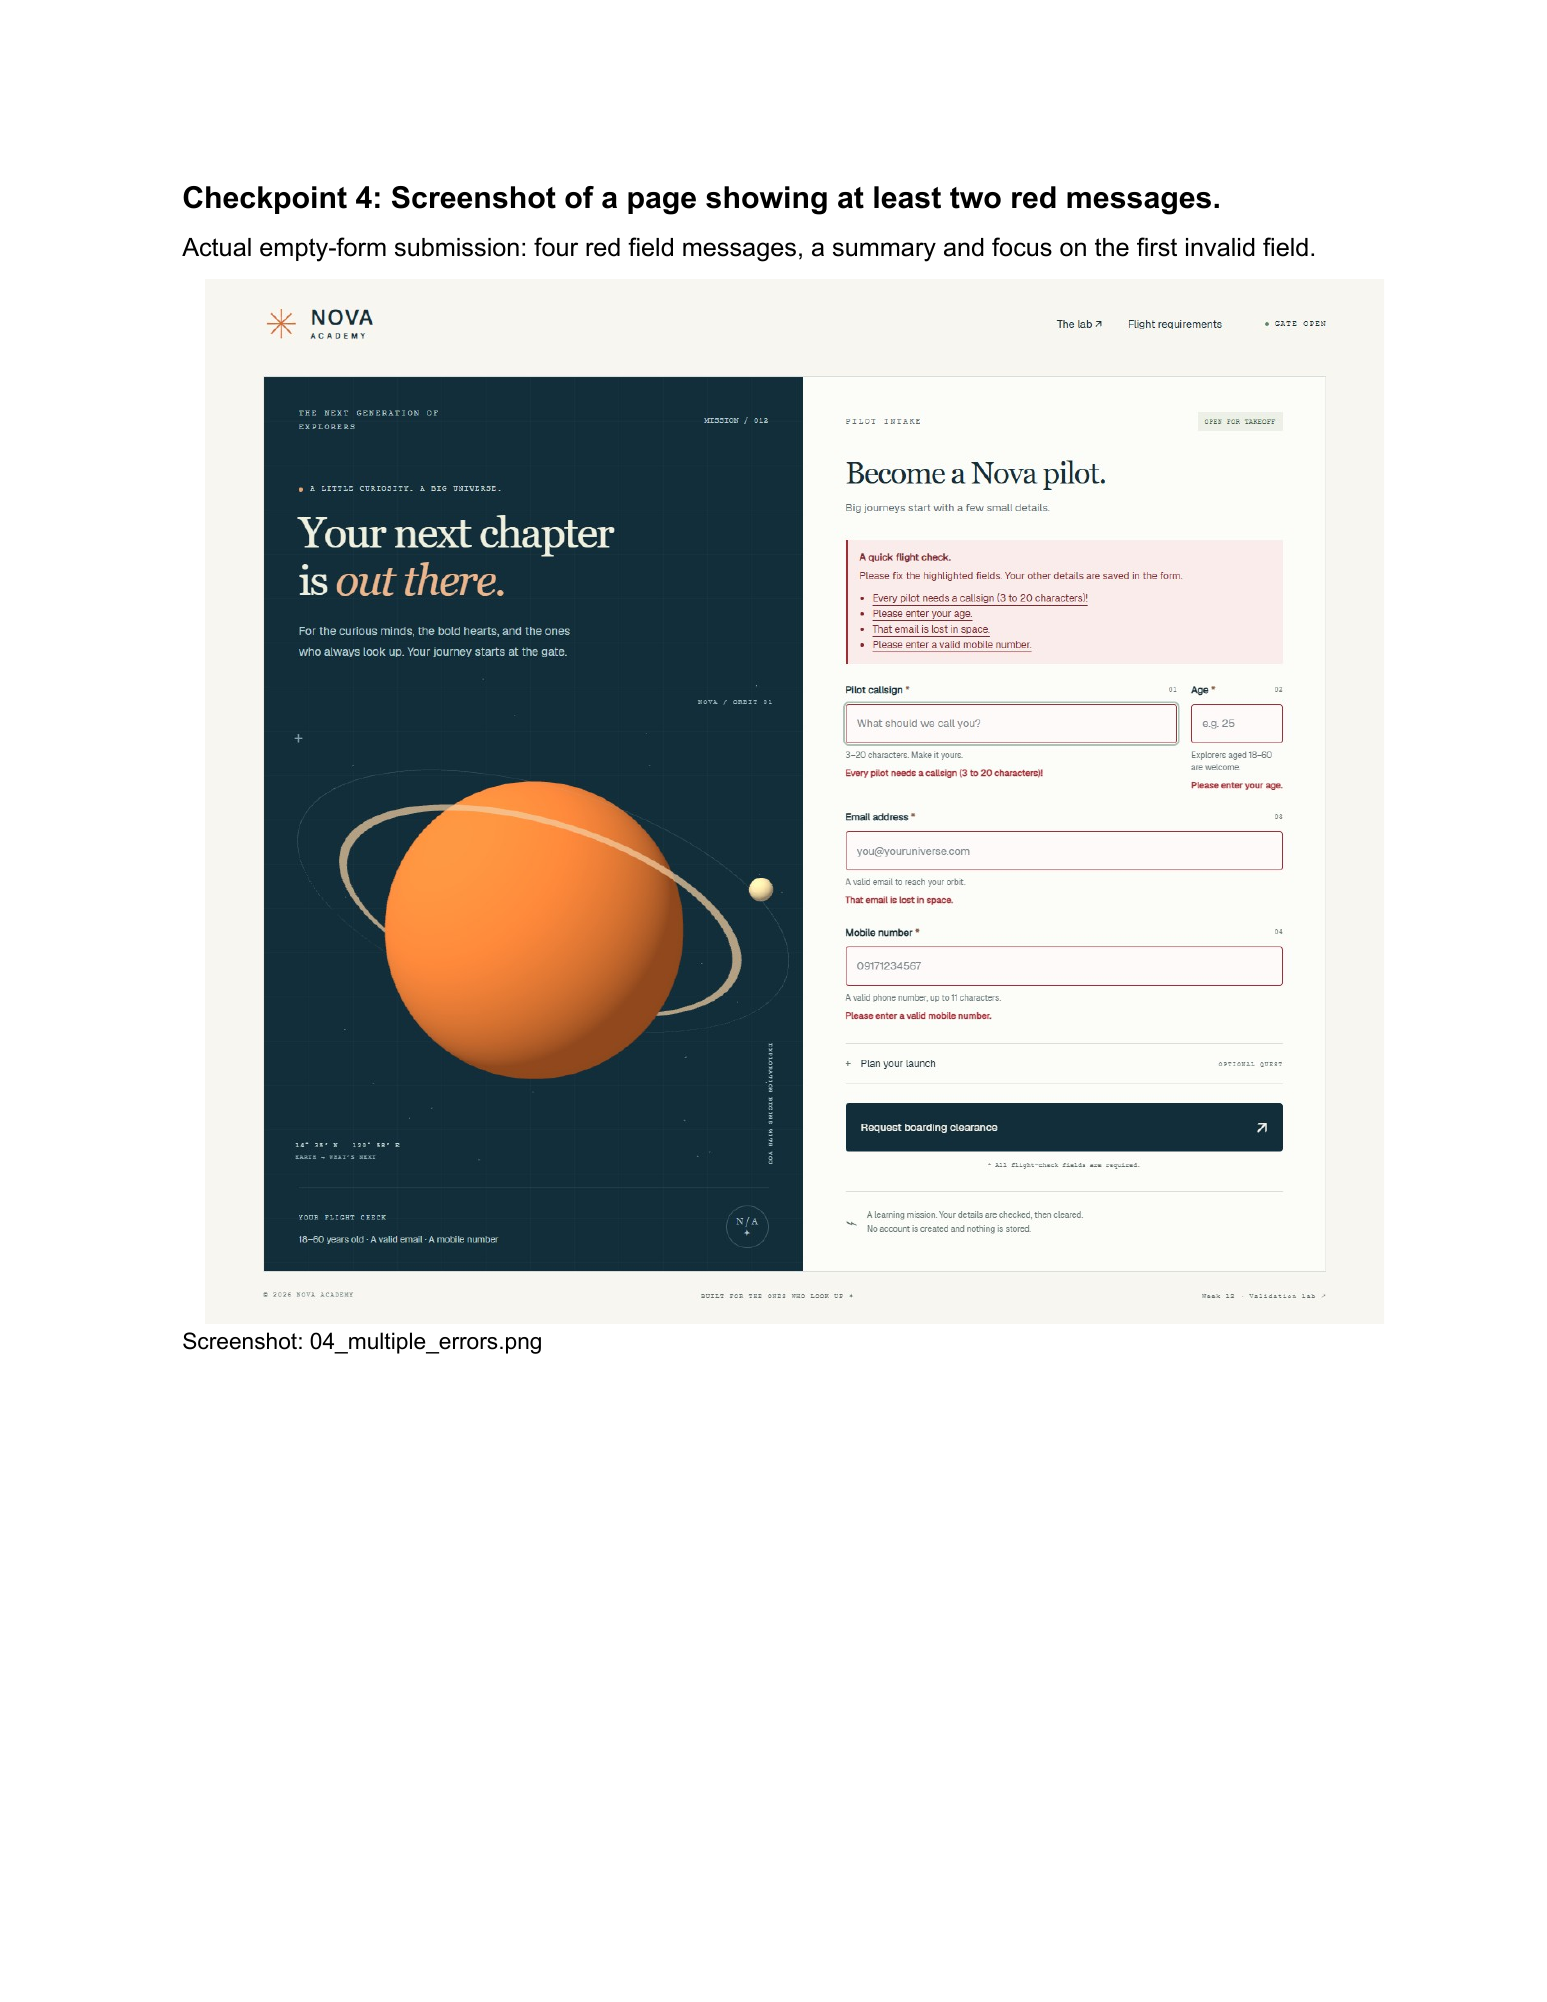 Checkpoint 4: Screenshot of a page showing at least two red messages.
Actual empty-form submission: four red field messages, a summary and focus on the first invalid field.
NOVA
ACADEMY
The lab ↗
Flight requirements
GATE OPEN
THE NEXT GENERATION OF
EXPLORERS
MISSION / 012
A LITTLE CURIOSITY. A BIG UNIVERSE.
Your next chapter
is out there.
For the curious minds, the bold hearts, and the ones
who always look up. Your journey starts at the gate.
NOVA / ORBIT 01
EXPLORATION BEGINS WITH YOU
14° 35′ N 120° 58′ E
EARTH → WHAT'S NEXT
YOUR FLIGHT CHECK
18–60 years old · A valid email · A mobile number
N/A
PILOT INTAKE
OPEN FOR TAKEOFF
Become a Nova pilot.
Big journeys start with a few small details.
A quick flight check.
Please fix the highlighted fields. Your other details are saved in the form.
• Every pilot needs a callsign (3 to 20 characters)!
• Please enter your age.
• That email is lost in space.
• Please enter a valid mobile number.
Pilot callsign *
01
What should we call you?
3–20 characters. Make it yours.
Every pilot needs a callsign (3 to 20 characters)!
Age *
02
e.g. 25
Explorers aged 18–60
are welcome.
Please enter your age.
Email address *
03
you@youruniverse.com
A valid email to reach your orbit.
That email is lost in space.
Mobile number *
04
09171234567
A valid phone number, up to 11 characters.
Please enter a valid mobile number.
+ Plan your launch
OPTIONAL QUEST
Request boarding clearance
* All flight-check fields are required.
A learning mission. Your details are checked, then cleared.
No account is created and nothing is stored.
© 2026 NOVA ACADEMY
BUILT FOR THE ONES WHO LOOK UP ✦
Week 12 · Validation lab ↗
Screenshot: 04_multiple_errors.png